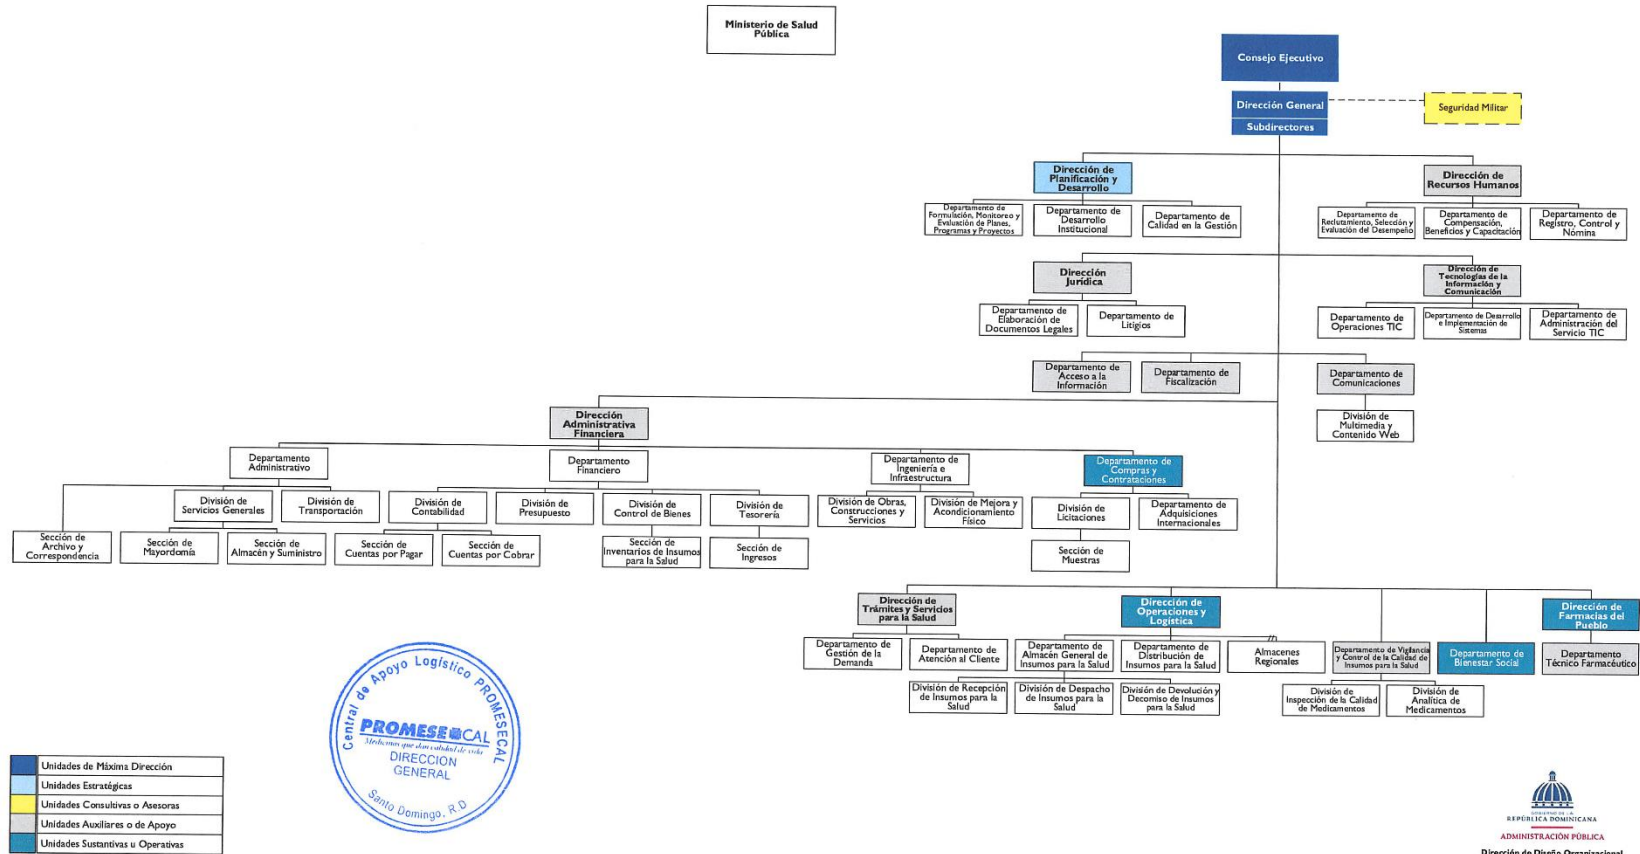 Ministerio de Salud
Pública
Consejo Ejecutivo
Dirección General
Subdirectores
Seguridad Militar
Dirección de
Planificación y
Desarrollo
Dirección de
Recursos Humanos
Departamento de
Formulación, Monitoreo y
Evaluación de Planes,
Programas y Proyectos
Departamento de
Desarrollo
Institucional
Departamento de
Calidad en la Gestión
Departamento de
Reclutamiento, Selección y
Evaluación del Desempeño
Departamento de
Compensación,
Beneficios y Capacitación
Departamento de
Registro, Control y
Nómina
Dirección
Jurídica
Dirección de
Tecnologías de la
Información y
Comunicación
Departamento de
Elaboración de
Documentos Legales
Departamento de
Litigios
Departamento de
Operaciones TIC
Departamento de Desarrollo
e Implementación de
Sistemas
Departamento de
Administración del
Servicio TIC
Departamento de
Acceso a la
Información
Departamento de
Fiscalización
Departamento de
Comunicaciones
División de
Multimedia y
Contenido Web
Dirección
Administrativa
Financiera
Departamento
Administrativo
Departamento
Financiero
Departamento de
Ingeniería e
Infraestructura
Departamento de
Compras y
Contrataciones
División de
Servicios Generales
División de
Transportación
División de
Contabilidad
División de
Presupuesto
División de
Control de Bienes
División de
Tesorería
División de Obras,
Construcciones y
Servicios
División de Mejora y
Acondicionamiento
Físico
División de
Licitaciones
Departamento de
Adquisiciones
Internacionales
Sección de
Archivo y
Correspondencia
Sección de
Mayordomía
Sección de
Almacén y Suministro
Sección de
Cuentas por Pagar
Sección de
Cuentas por Cobrar
Sección de
Inventarios de Insumos
para la Salud
Sección de
Ingresos
Sección de
Muestras
Dirección de
Trámites y Servicios
para la Salud
Dirección de
Operaciones y
Logística
Dirección de
Farmacias del
Pueblo
Departamento de
Gestión de la
Demanda
Departamento de
Atención al Cliente
Departamento de
Almacén General de
Insumos para la Salud
Departamento de
Distribución de
Insumos para la Salud
Almacenes
Regionales
Departamento de Vigilancia
y Control de la Calidad de
Insumos para la Salud
Departamento de
Bienestar Social
Departamento
Técnico Farmacéutico
División de Recepción
de Insumos para la
Salud
División de Despacho
de Insumos para la
Salud
División de Devolución y
Decomiso de Insumos
para la Salud
División de
Inspección de la Calidad
de Medicamentos
División de
Analítica de
Medicamentos
Central de Apoyo Logístico PROMESECAL
PROMESE CAL
Medicinas que dan calidad de vida
DIRECCION
GENERAL
Santo Domingo, R.D
Unidades de Máxima Dirección
Unidades Estratégicas
Unidades Consultivas o Asesoras
Unidades Auxiliares o de Apoyo
Unidades Sustantivas u Operativas
GOBIERNO DE LA
REPÚBLICA DOMINICANA
ADMINISTRACIÓN PÚBLICA
Dirección de Diseño Organizacional